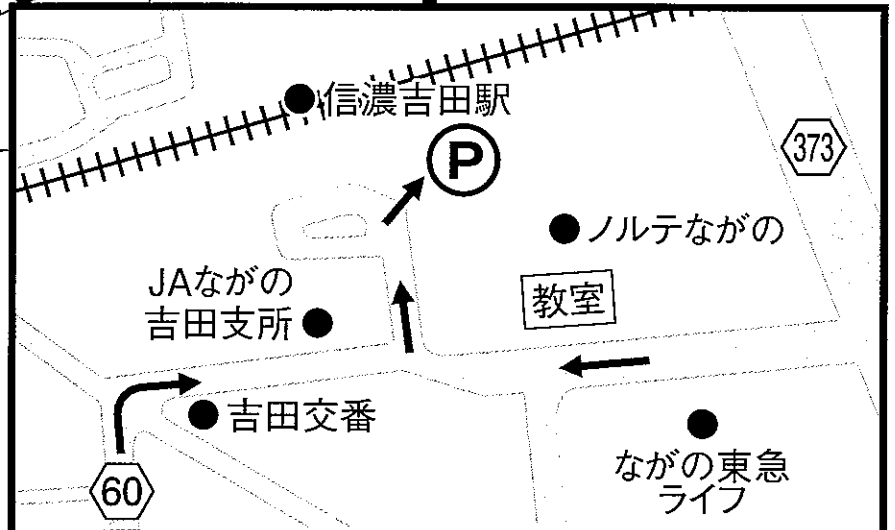 信濃吉田駅
P
373
ノルテながの
JAながの
吉田支所
教室
吉田交番
60
ながの東急
ライフ